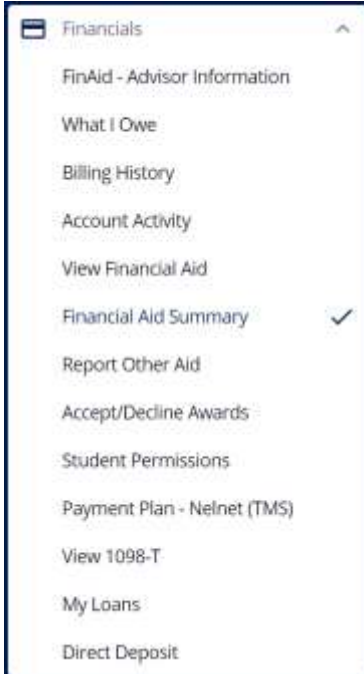 Financials
FinAid - Advisor Information
What I Owe
Billing History
Account Activity
View Financial Aid
Financial Aid Summary
Report Other Aid
Accept/Decline Awards
Student Permissions
Payment Plan - Nelnet (TMS)
View 1098-T
My Loans
Direct Deposit